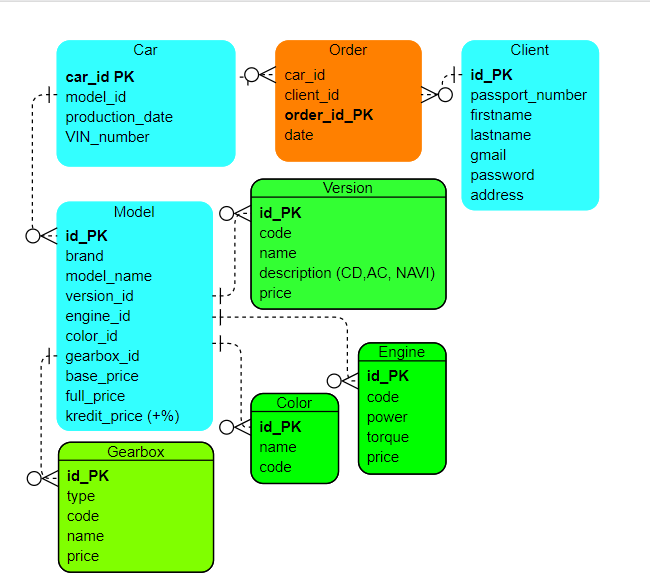 Car
car_id PK
model_id
production_date
VIN_number
Order
car_id
client_id
order_id_PK
date
Client
id_PK
passport_number
firstname
lastname
gmail
password
address
Model
id_PK
brand
model_name
version_id
engine_id
color_id
gearbox_id
base_price
full_price
kredit_price (+%)
Version
id_PK
code
name
description (CD,AC, NAVI)
price
Engine
id_PK
code
power
torque
price
Color
id_PK
name
code
Gearbox
id_PK
type
code
name
price